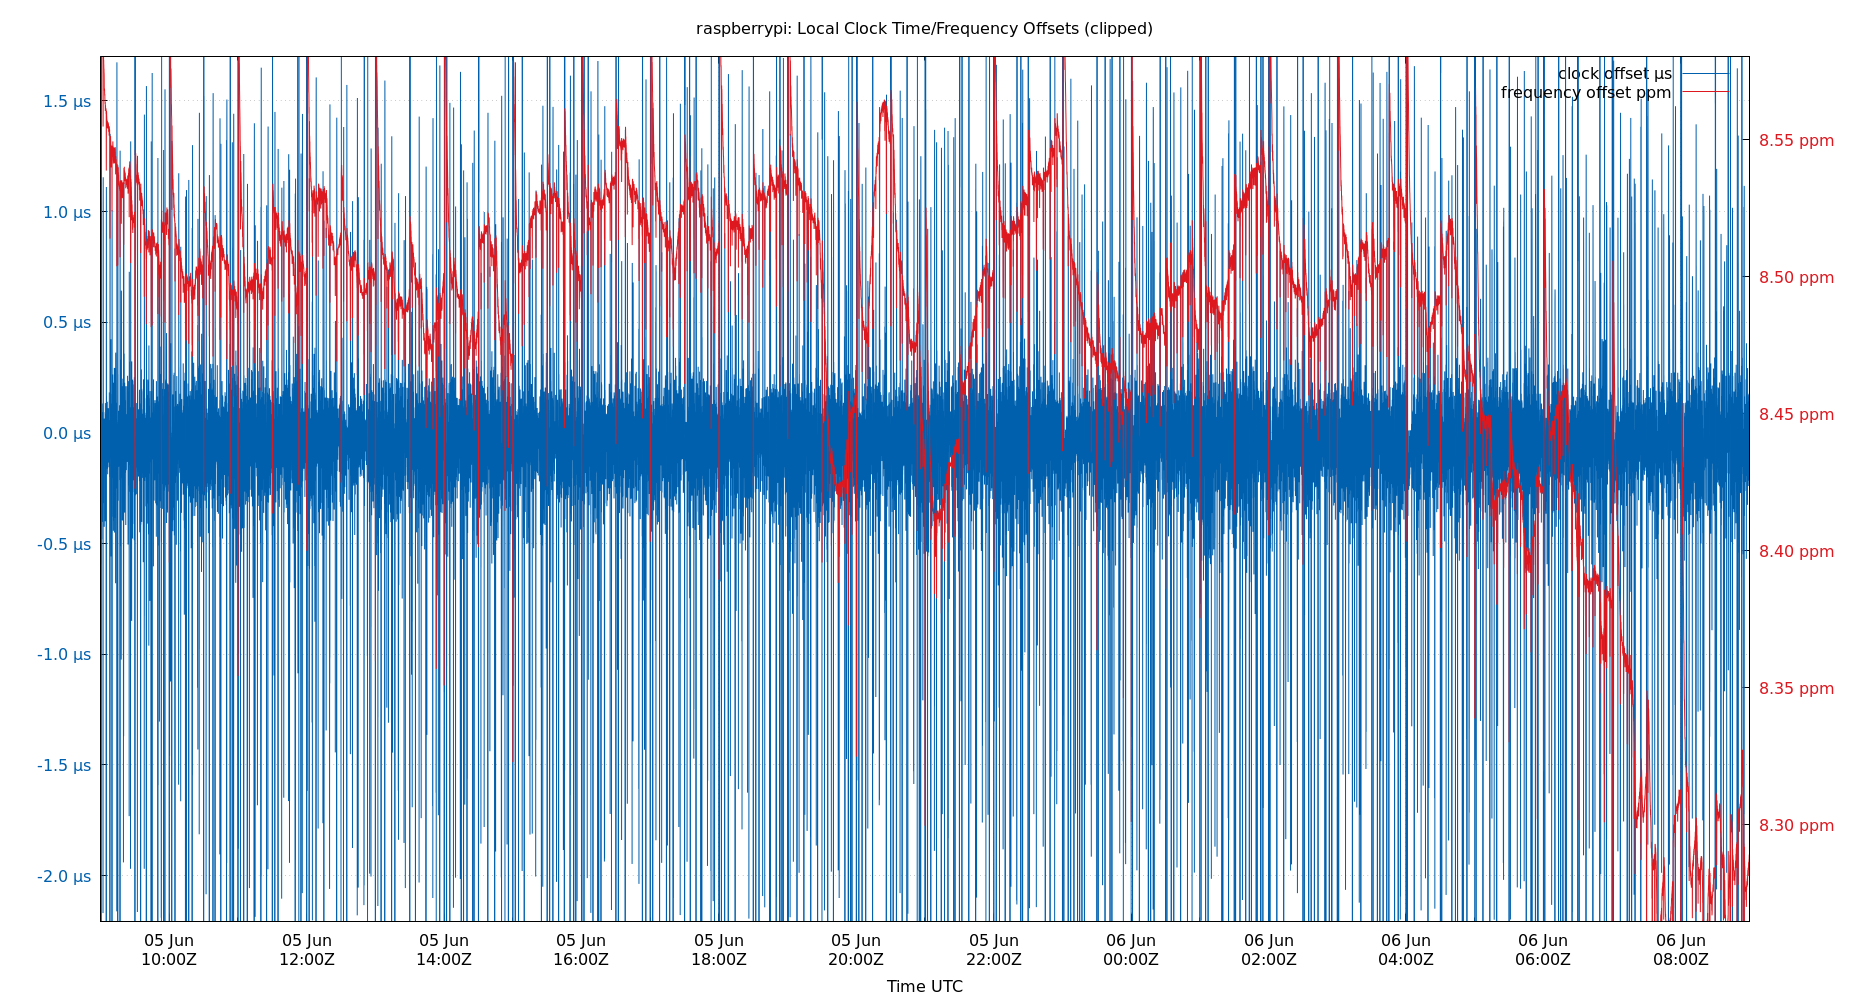 raspberrypi: Local Clock Time/Frequency Offsets (clipped)
clock offset µs
frequency offset ppm
1.5 µs
1.0 µs
0.5 µs
0.0 µs
-0.5 µs
-1.0 µs
-1.5 µs
-2.0 µs
8.55 ppm
8.50 ppm
8.45 ppm
8.40 ppm
8.35 ppm
8.30 ppm
05 Jun 05 Jun 05 Jun 05 Jun 05 Jun 05 Jun 05 Jun 06 Jun 06 Jun 06 Jun 06 Jun 06 Jun
10:00Z 12:00Z 14:00Z 16:00Z 18:00Z 20:00Z 22:00Z 00:00Z 02:00Z 04:00Z 06:00Z 08:00Z
Time UTC